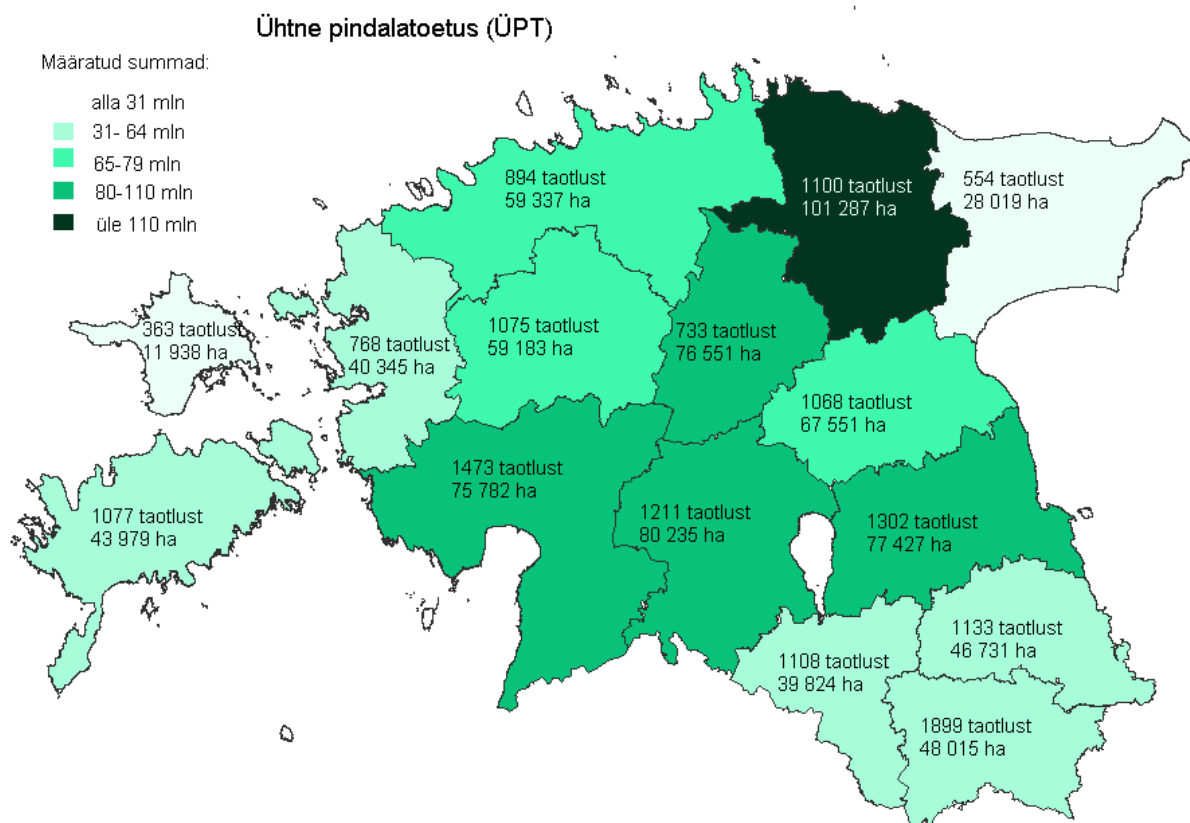 Ühtne pindalatoetus (ÜPT)
Määratud summad:
alla 31 mln
31- 64 mln
65-79 mln
80-110 mln
üle 110 mln
894 taotlust
59 337 ha
1100 taotlust
101 287 ha
554 taotlust
28 019 ha
363 taotlust
11 938 ha
768 taotlust
40 345 ha
1075 taotlust
59 183 ha
733 taotlust
76 551 ha
1068 taotlust
67 551 ha
1077 taotlust
43 979 ha
1473 taotlust
75 782 ha
1211 taotlust
80 235 ha
1302 taotlust
77 427 ha
1108 taotlust
39 824 ha
1133 taotlust
46 731 ha
1899 taotlust
48 015 ha